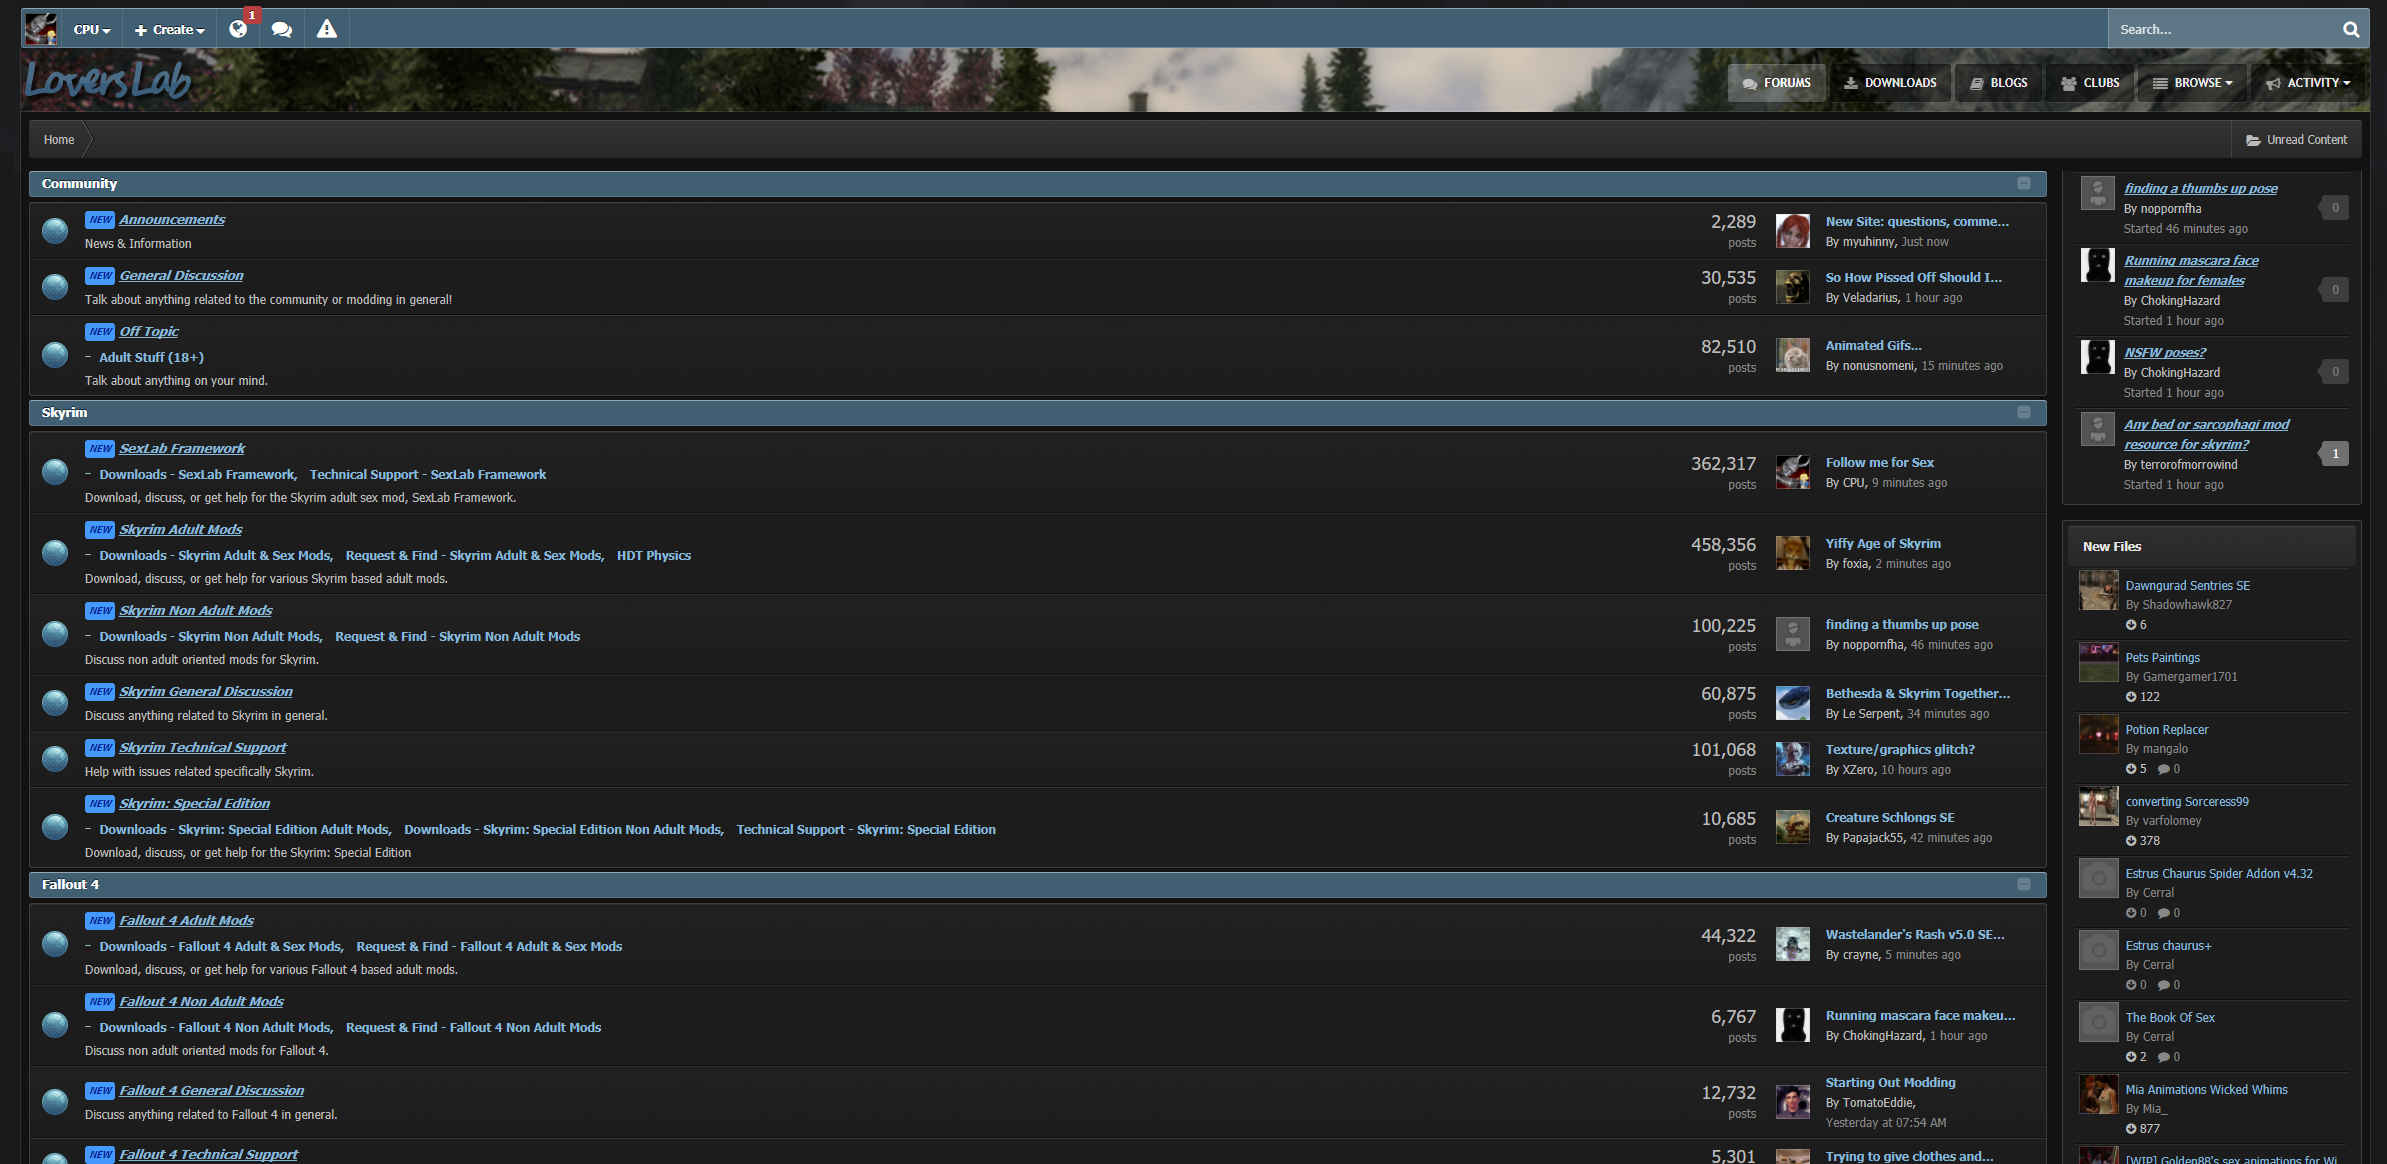 CPU
Create
1
Search...
LoversLab
FORUMS
DOWNLOADS
BLOGS
CLUBS
BROWSE
ACTIVITY
Home
Unread Content
Community
NEW Announcements
News & Information
2,289
posts
New Site: questions, comme...
By myuhinny, Just now
NEW General Discussion
Talk about anything related to the community or modding in general!
30,535
posts
So How Pissed Off Should I...
By Veladarius, 1 hour ago
NEW Off Topic
- Adult Stuff (18+)
Talk about anything on your mind.
82,510
posts
Animated Gifs...
By nonusnomeni, 15 minutes ago
Skyrim
NEW SexLab Framework
- Downloads - SexLab Framework, Technical Support - SexLab Framework
Download, discuss, or get help for the Skyrim adult sex mod, SexLab Framework.
362,317
posts
Follow me for Sex
By CPU, 9 minutes ago
NEW Skyrim Adult Mods
- Downloads - Skyrim Adult & Sex Mods, Request & Find - Skyrim Adult & Sex Mods, HDT Physics
Download, discuss, or get help for various Skyrim based adult mods.
458,356
posts
Yiffy Age of Skyrim
By foxia, 2 minutes ago
NEW Skyrim Non Adult Mods
- Downloads - Skyrim Non Adult Mods, Request & Find - Skyrim Non Adult Mods
Discuss non adult oriented mods for Skyrim.
100,225
posts
finding a thumbs up pose
By noppornfha, 46 minutes ago
NEW Skyrim General Discussion
Discuss anything related to Skyrim in general.
60,875
posts
Bethesda & Skyrim Together...
By Le Serpent, 34 minutes ago
NEW Skyrim Technical Support
Help with issues related specifically Skyrim.
101,068
posts
Texture/graphics glitch?
By XZero, 10 hours ago
NEW Skyrim: Special Edition
- Downloads - Skyrim: Special Edition Adult Mods, Downloads - Skyrim: Special Edition Non Adult Mods, Technical Support - Skyrim: Special Edition
Download, discuss, or get help for the Skyrim: Special Edition
10,685
posts
Creature Schlongs SE
By Papajack55, 42 minutes ago
Fallout 4
NEW Fallout 4 Adult Mods
- Downloads - Fallout 4 Adult & Sex Mods, Request & Find - Fallout 4 Adult & Sex Mods
Download, discuss, or get help for various Fallout 4 based adult mods.
44,322
posts
Wastelander's Rash v5.0 SE...
By crayne, 5 minutes ago
NEW Fallout 4 Non Adult Mods
- Downloads - Fallout 4 Non Adult Mods, Request & Find - Fallout 4 Non Adult Mods
Discuss non adult oriented mods for Fallout 4.
6,767
posts
Running mascara face makeu...
By ChokingHazard, 1 hour ago
NEW Fallout 4 General Discussion
Discuss anything related to Fallout 4 in general.
12,732
posts
Starting Out Modding
By TomatoEddie,
Yesterday at 07:54 AM
NEW Fallout 4 Technical Support
5,301
Trying to give clothes and...
finding a thumbs up pose
By noppornfha
Started 46 minutes ago
0
Running mascara face
makeup for females
By ChokingHazard
Started 1 hour ago
0
NSFW poses?
By ChokingHazard
Started 1 hour ago
0
Any bed or sarcophagi mod
resource for skyrim?
By terrorofmorrowind
Started 1 hour ago
1
New Files
Dawngurad Sentries SE
By Shadowhawk827
6
Pets Paintings
By Gamergamer1701
122
Potion Replacer
By mangalo
5 0
converting Sorceress99
By varfolomey
378
Estrus Chaurus Spider Addon v4.32
By Cerral
0 0
Estrus chaurus+
By Cerral
0 0
The Book Of Sex
By Cerral
2 0
Mia Animations Wicked Whims
By Mia_
877
[WIP] Golden88's sex animations for Wi